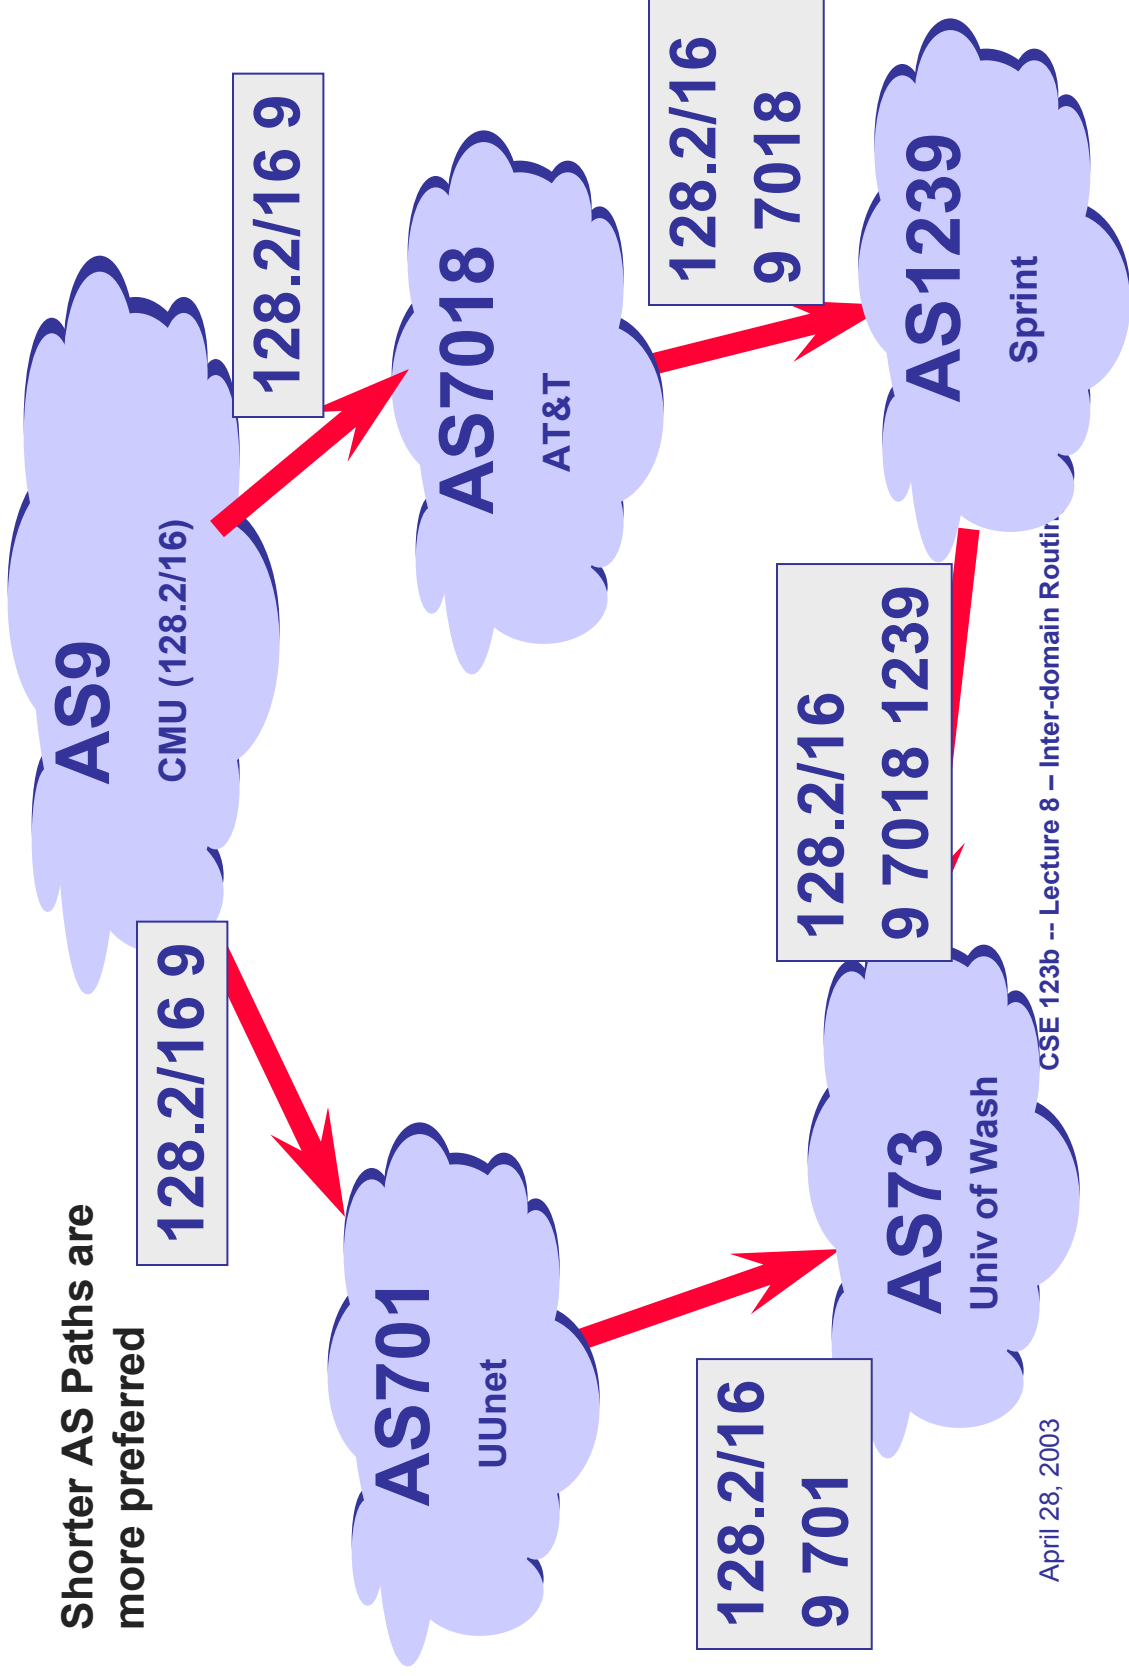 Shorter AS Paths are
more preferred
AS9
CMU (128.2/16)
128.2/16 9
128.2/16 9
AS701
UUnet
AS7018
AT&T
128.2/16
9 7018
128.2/16
9 701
128.2/16
9 7018 1239
AS73
Univ of Wash
AS1239
Sprint
April 28, 2003
CSE 123b -- Lecture 8 – Inter-domain